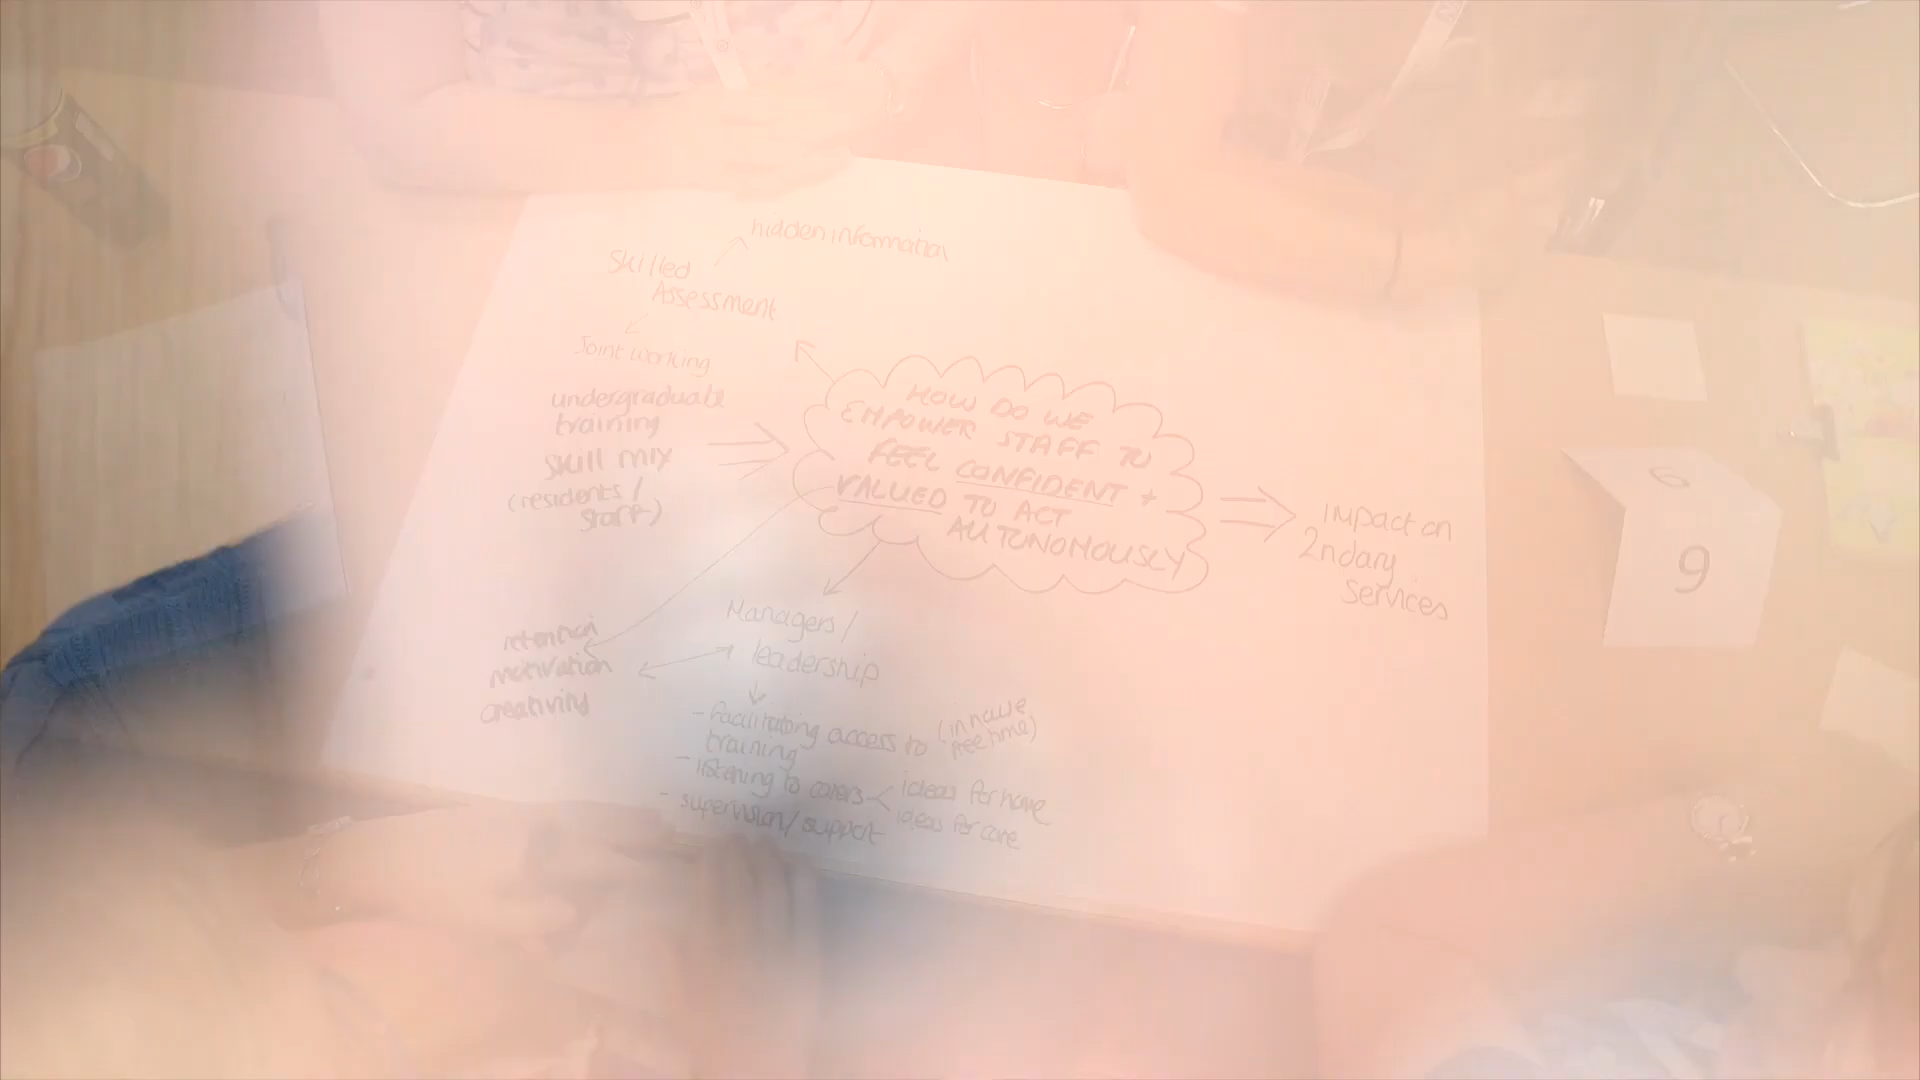 hidden information
Skilled
Assessment
Joint working
undergraduate
training
skill mix
(residents /
staff)
HOW DO WE
EMPOWER STAFF TO
FEEL CONFIDENT +
VALUED TO ACT
AUTONOMOUSLY
impact on
2ndary
services
retention
motivation
creativity
Managers /
leadership
- facilitating access to
training
(in house
free time)
- listening to carers
ideas for home
ideas for care
- supervision / support
6
9